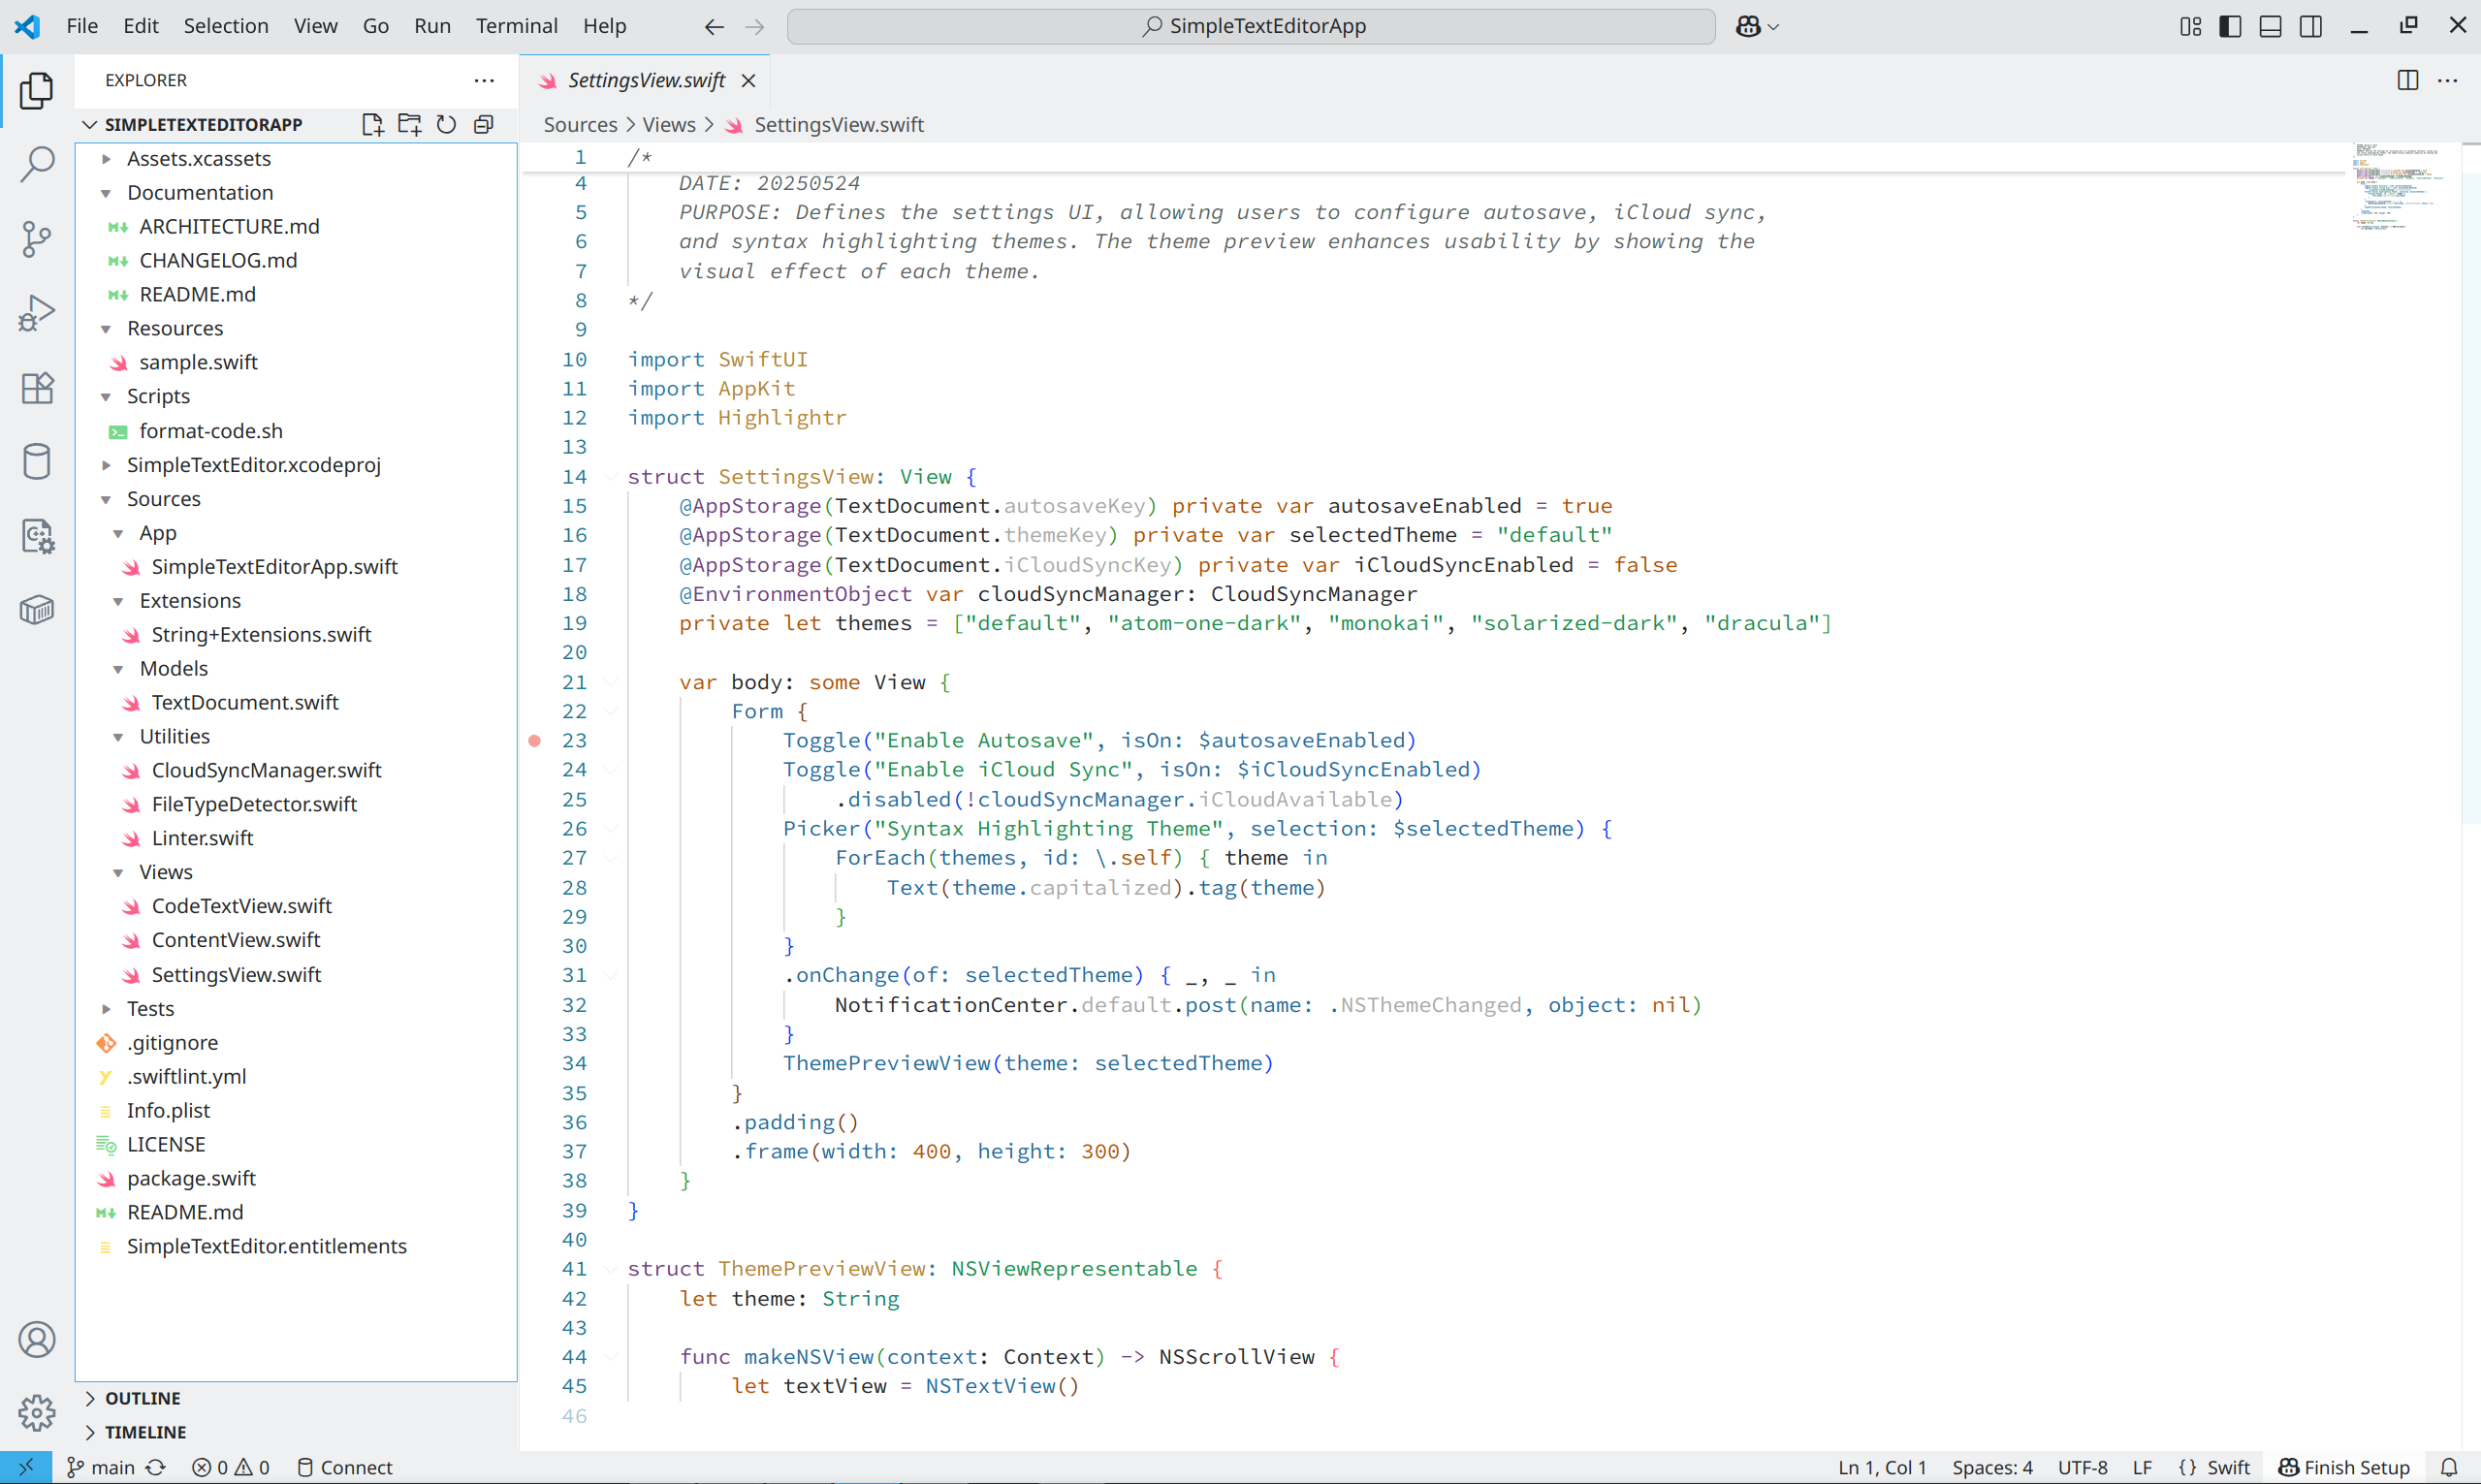 File Edit Selection View Go Run Terminal Help SimpleTextEditorApp
EXPLORER
SIMPLETEXTEDITORAPP
Assets.xcassets
Documentation
ARCHITECTURE.md
CHANGELOG.md
README.md
Resources
sample.swift
Scripts
format-code.sh
SimpleTextEditor.xcodeproj
Sources
App
SimpleTextEditorApp.swift
Extensions
String+Extensions.swift
Models
TextDocument.swift
Utilities
CloudSyncManager.swift
FileTypeDetector.swift
Linter.swift
Views
CodeTextView.swift
ContentView.swift
SettingsView.swift
Tests
.gitignore
.swiftlint.yml
Info.plist
LICENSE
package.swift
README.md
SimpleTextEditor.entitlements
OUTLINE
TIMELINE
SettingsView.swift
Sources > Views > SettingsView.swift
1 /*
4     DATE: 20250524
5     PURPOSE: Defines the settings UI, allowing users to configure autosave, iCloud sync,
6     and syntax highlighting themes. The theme preview enhances usability by showing the
7     visual effect of each theme.
8 */
9
10 import SwiftUI
11 import AppKit
12 import Highlightr
13
14 struct SettingsView: View {
15     @AppStorage(TextDocument.autosaveKey) private var autosaveEnabled = true
16     @AppStorage(TextDocument.themeKey) private var selectedTheme = "default"
17     @AppStorage(TextDocument.iCloudSyncKey) private var iCloudSyncEnabled = false
18     @EnvironmentObject var cloudSyncManager: CloudSyncManager
19     private let themes = ["default", "atom-one-dark", "monokai", "solarized-dark", "dracula"]
20
21     var body: some View {
22         Form {
23             Toggle("Enable Autosave", isOn: $autosaveEnabled)
24             Toggle("Enable iCloud Sync", isOn: $iCloudSyncEnabled)
25                 .disabled(!cloudSyncManager.iCloudAvailable)
26             Picker("Syntax Highlighting Theme", selection: $selectedTheme) {
27                 ForEach(themes, id: \.self) { theme in
28                     Text(theme.capitalized).tag(theme)
29                 }
30             }
31             .onChange(of: selectedTheme) { _, _ in
32                 NotificationCenter.default.post(name: .NSThemeChanged, object: nil)
33             }
34             ThemePreviewView(theme: selectedTheme)
35         }
36         .padding()
37         .frame(width: 400, height: 300)
38     }
39 }
40
41 struct ThemePreviewView: NSViewRepresentable {
42     let theme: String
43
44     func makeNSView(context: Context) -> NSScrollView {
45         let textView = NSTextView()
46
main 0 0 Connect Ln 1, Col 1 Spaces: 4 UTF-8 LF {} Swift Finish Setup